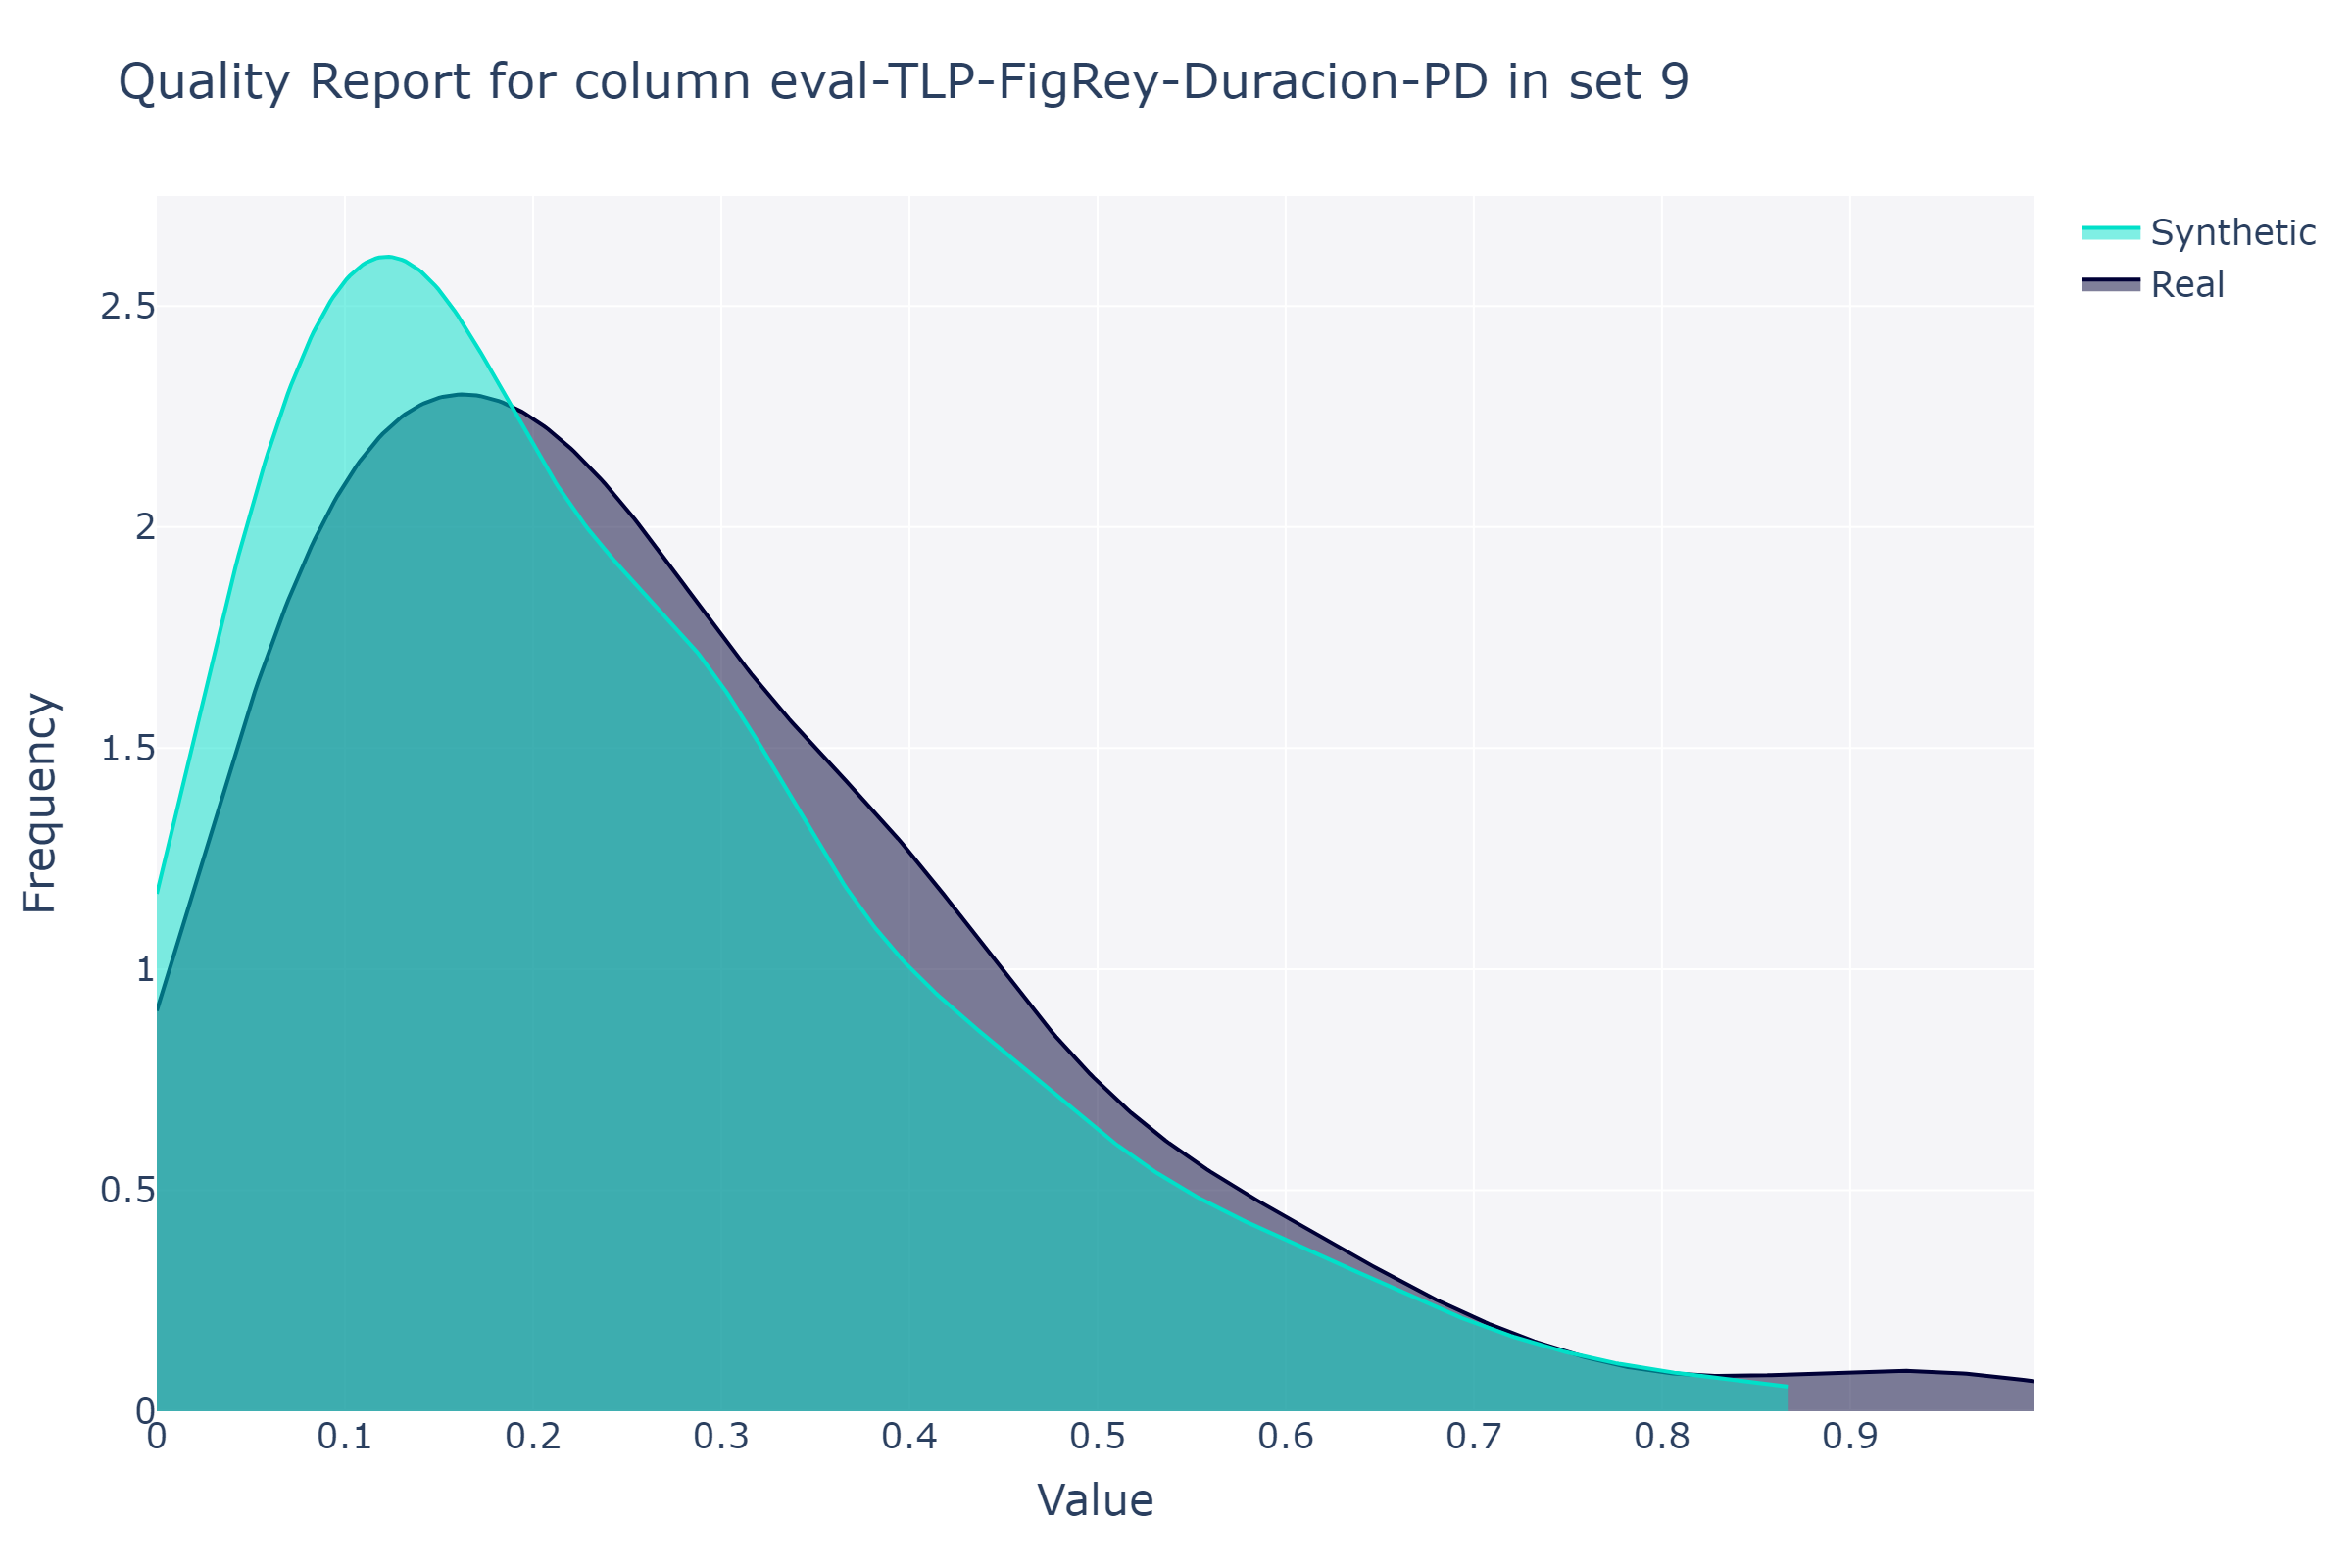 Quality Report for column eval-TLP-FigRey-Duracion-PD in set 9
Synthetic
Real
2.5
2
1.5
1
0.5
0
Frequency
0 0.1 0.2 0.3 0.4 0.5 0.6 0.7 0.8 0.9
Value